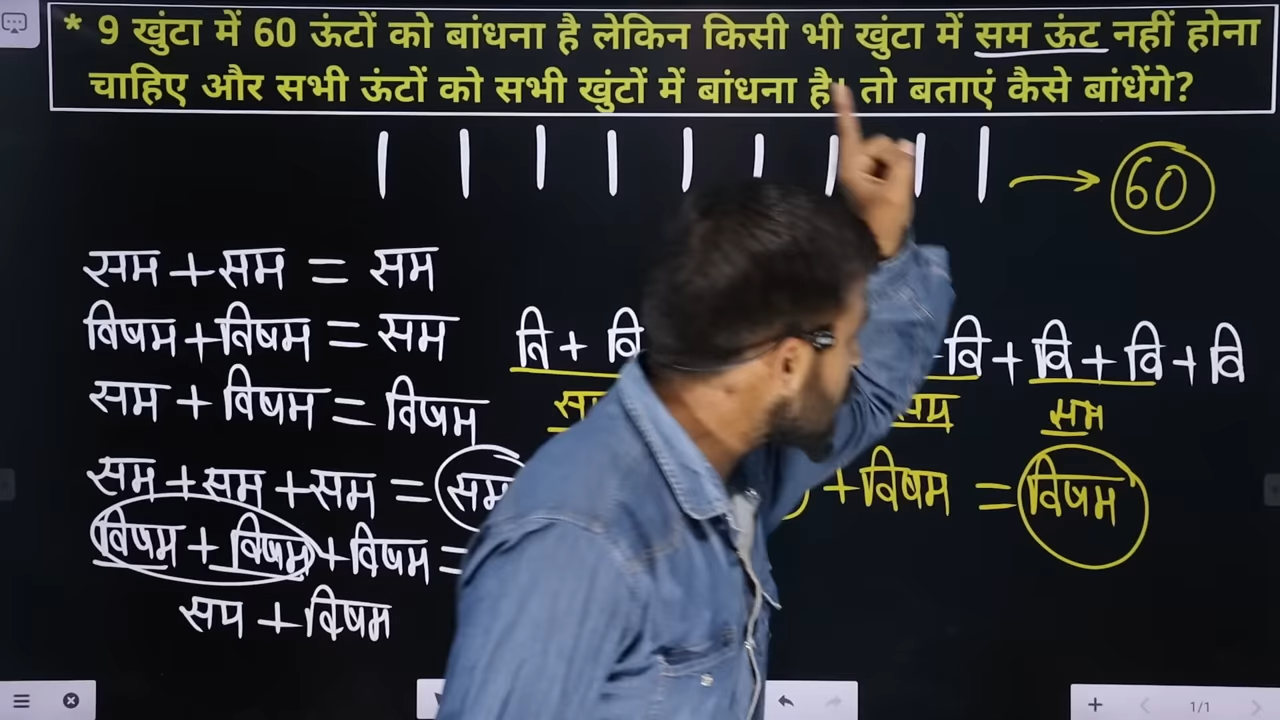 * 9 खुंटा में 60 ऊंटों को बांधना है लेकिन किसी भी खुंटा में सम ऊंट नहीं होना
चाहिए और सभी ऊंटों को सभी खुंटों में बांधना है। तो बताएं कैसे बांधेंगे?
60
सम + सम = सम
विषम + विषम = सम
वि + वि
वि + वि + वि + वि
सम + विषम = विषम
सम
सम
सम + सम + सम = सम
+ विषम = विषम
विषम + विषम + विषम =
सम + विषम
1/1